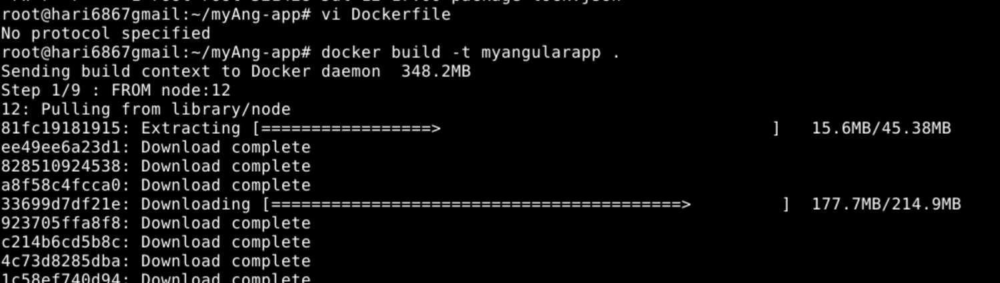 root@hari6867gmail:~/myAng-app# vi Dockerfile
No protocol specified
root@hari6867gmail:~/myAng-app# docker build -t myangularapp .
Sending build context to Docker daemon  348.2MB
Step 1/9 : FROM node:12
12: Pulling from library/node
81fc19181915: Extracting [=================>                                 ]  15.6MB/45.38MB
ee49ee6a23d1: Download complete
828510924538: Download complete
a8f58c4fcca0: Download complete
33699d7df21e: Downloading [=========================================>         ]  177.7MB/214.9MB
923705ffa8f8: Download complete
c214b6cd5b8c: Download complete
4c73d8285dba: Download complete
1c58ef740d94: Download complete